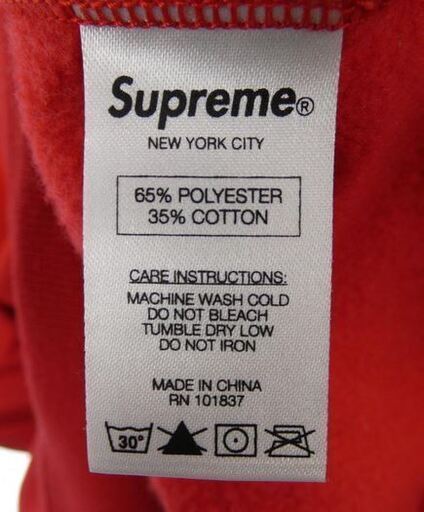 Supreme®
NEW YORK CITY
65% POLYESTER
35% COTTON
CARE INSTRUCTIONS:
MACHINE WASH COLD
DO NOT BLEACH
TUMBLE DRY LOW
DO NOT IRON
MADE IN CHINA
RN 101837
30°